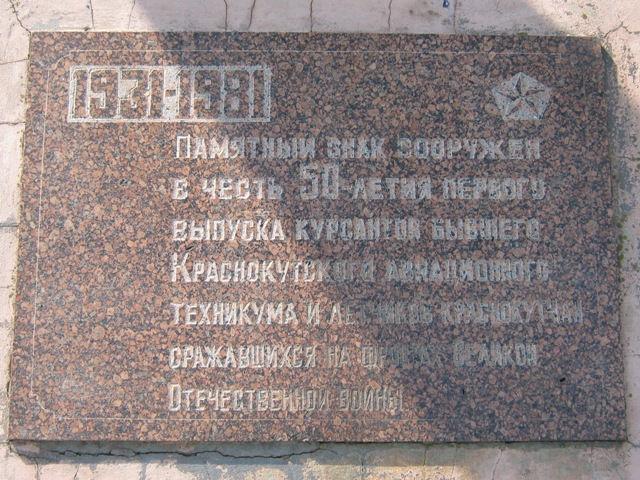 1931-1981
Памятный знак сооружен
в честь 50-летия первого
выпуска курсантов бывшего
Краснокутского авиационного
техникума и летчиков краснокутчан
сражавшихся на фронтах Великой
Отечественной войны